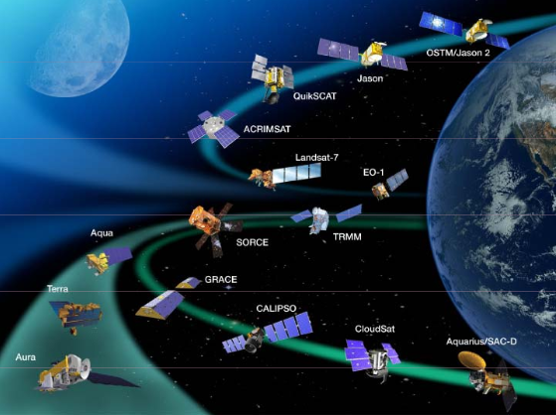 OSTM/Jason 2
Jason
QuikSCAT
ACRIMSAT
Landsat-7
EO-1
SORCE
TRMM
Aqua
GRACE
Terra
CALIPSO
CloudSat
Aquarius/SAC-D
Aura